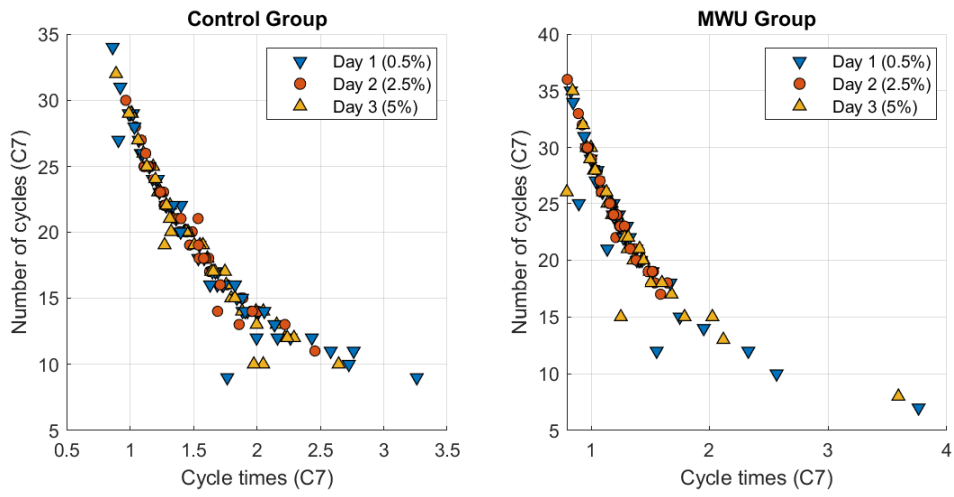 Control Group
Number of cycles (C7)
35
30
25
20
15
10
5
Day 1 (0.5%)
Day 2 (2.5%)
Day 3 (5%)
0.5
1
1.5
2
2.5
3
3.5
Cycle times (C7)
MWU Group
Number of cycles (C7)
40
35
30
25
20
15
10
5
Day 1 (0.5%)
Day 2 (2.5%)
Day 3 (5%)
1
2
3
4
Cycle times (C7)